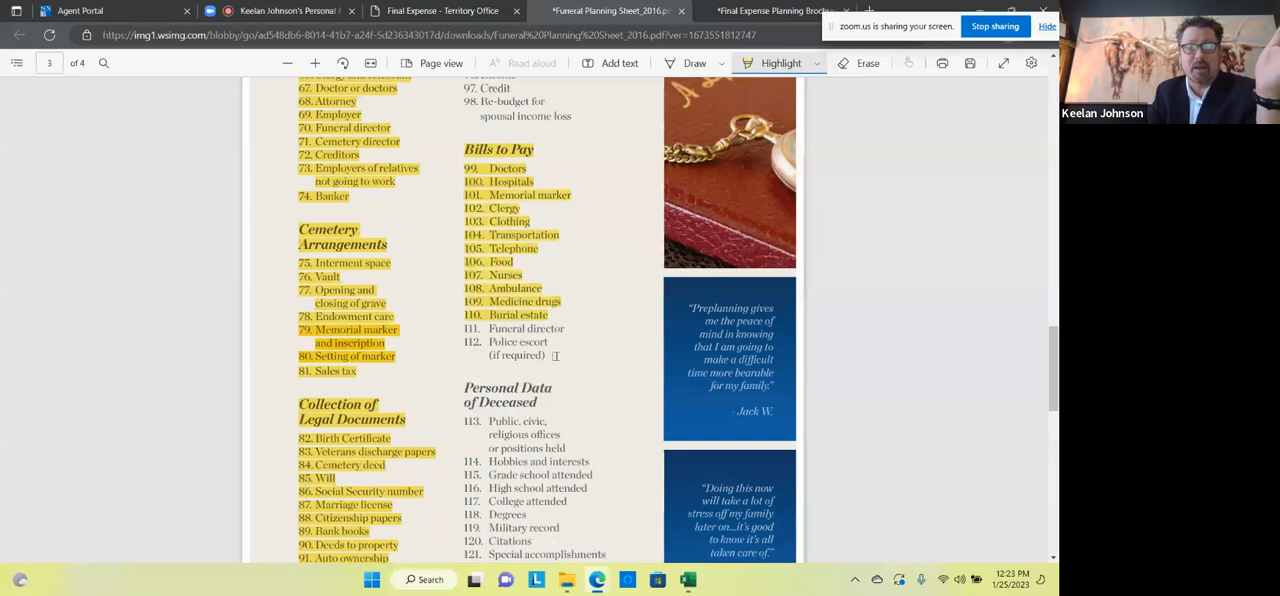 Agent Portal
Keelan Johnson's Personal
Final Expense - Territory Office
*Funeral Planning Sheet_2016.p
*Final Expense Planning Broch
zoom.us is sharing your screen.
Stop sharing
Hide
https://img1.wsimg.com/blobby/go/ad548db6-8014-41b7-a24f-5d236343017d/downloads/Funeral%20Planning%20Sheet_2016.pdf?ver=1673551812747
3 of 4
Page view
Read aloud
Add text
Draw
Highlight
Erase
67. Doctor or doctors
68. Attorney
69. Employer
70. Funeral director
71. Cemetery director
72. Creditors
73. Employers of relatives
not going to work
74. Banker
Cemetery
Arrangements
75. Interment space
76. Vault
77. Opening and
closing of grave
78. Endowment care
79. Memorial marker
and inscription
80. Setting of marker
81. Sales tax
Collection of
Legal Documents
82. Birth Certificate
83. Veterans discharge papers
84. Cemetery deed
85. Will
86. Social Security number
87. Marriage license
88. Citizenship papers
89. Bank books
90. Deeds to property
91. Auto ownership
97. Credit
98. Re-budget for
spousal income loss
Bills to Pay
99. Doctors
100. Hospitals
101. Memorial marker
102. Clergy
103. Clothing
104. Transportation
105. Telephone
106. Food
107. Nurses
108. Ambulance
109. Medicine drugs
110. Burial estate
111. Funeral director
112. Police escort
(if required)
Personal Data
of Deceased
113. Public, civic,
religious offices
or positions held
114. Hobbies and interests
115. Grade school attended
116. High school attended
117. College attended
118. Degrees
119. Military record
120. Citations
121. Special accomplishments
"Preplanning gives
me the peace of
mind in knowing
that I am going to
make a difficult
time more bearable
for my family."
- Jack W.
"Doing this now
will take a lot of
stress off my family
later on...it's good
to know it's all
taken care of."
Keelan Johnson
Search
12:23 PM
1/25/2023